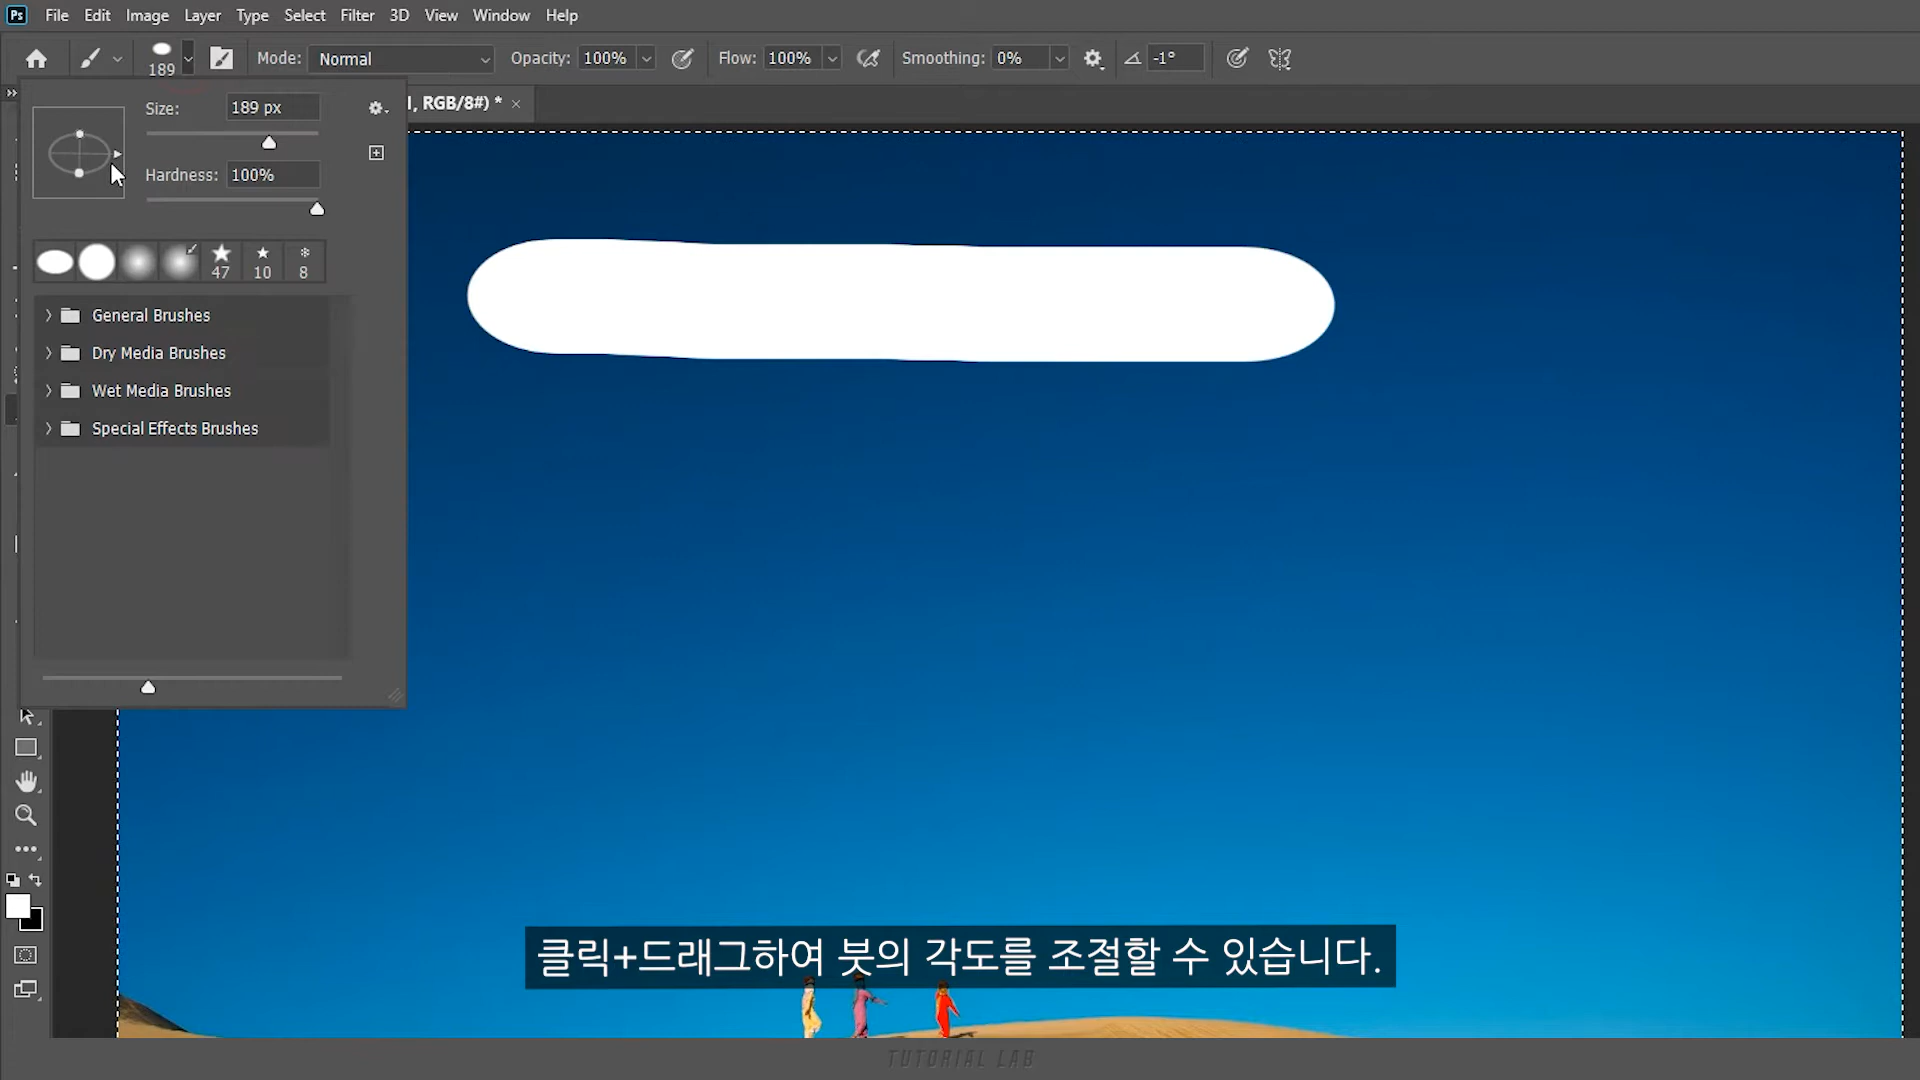 Ps File Edit Image Layer Type Select Filter 3D View Window Help
189 Mode: Normal Opacity: 100% Flow: 100% Smoothing: 0% -1°
Size: 189 px
, RGB/8#) * ×
Hardness: 100%
47 10 8
General Brushes
Dry Media Brushes
Wet Media Brushes
Special Effects Brushes
클릭+드래그하여 붓의 각도를 조절할 수 있습니다.
TUTORIAL LAB